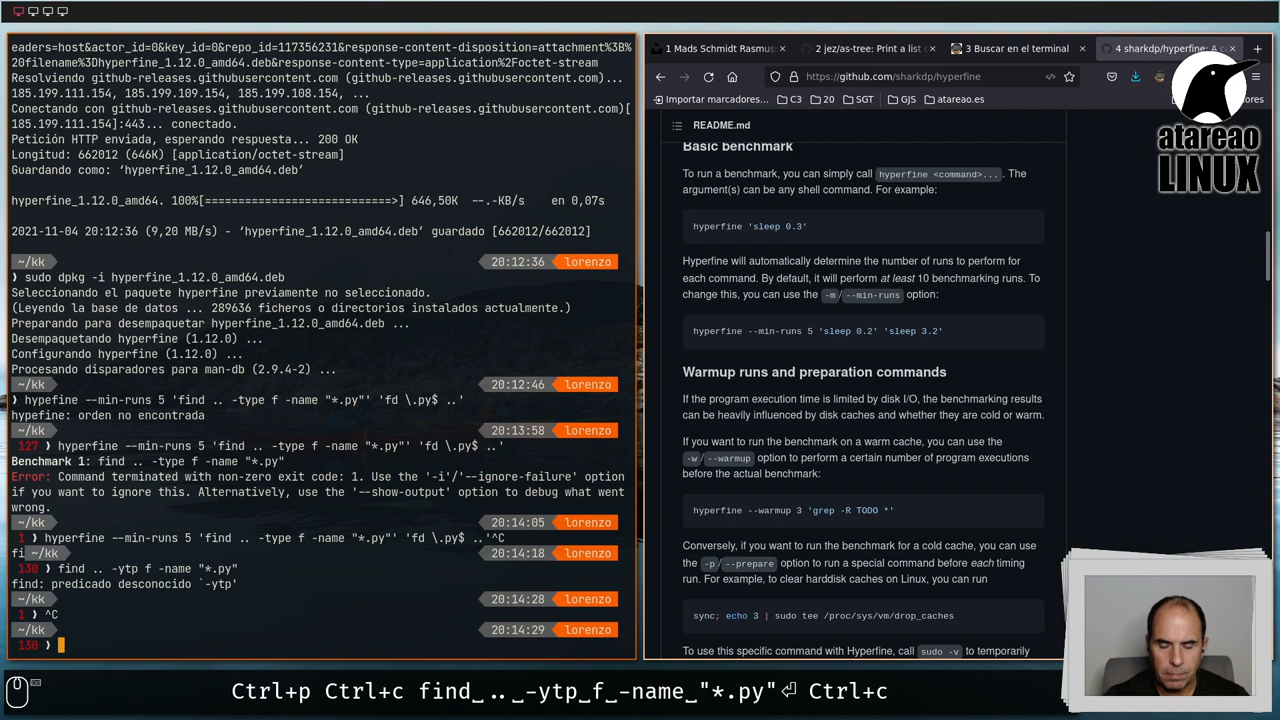 eaders=host&actor_id=0&key_id=0&repo_id=117356231&response-content-disposition=attachment%3B%
20filename%3Dhyperfine_1.12.0_amd64.deb&response-content-type=application%2Foctet-stream
Resolviendo github-releases.githubusercontent.com (github-releases.githubusercontent.com)...
185.199.111.154, 185.199.109.154, 185.199.108.154, ...
Conectando con github-releases.githubusercontent.com (github-releases.githubusercontent.com)[
185.199.111.154]:443... conectado.
Petición HTTP enviada, esperando respuesta... 200 OK
Longitud: 662012 (646K) [application/octet-stream]
Guardando como: ‘hyperfine_1.12.0_amd64.deb’
hyperfine_1.12.0_amd64. 100%[===========================>] 646,50K --.-KB/s en 0,07s
2021-11-04 20:12:36 (9,20 MB/s) - ‘hyperfine_1.12.0_amd64.deb’ guardado [662012/662012]
~/kk 20:12:36 lorenzo
❯ sudo dpkg -i hyperfine_1.12.0_amd64.deb
Seleccionando el paquete hyperfine previamente no seleccionado.
(Leyendo la base de datos ... 289636 ficheros o directorios instalados actualmente.)
Preparando para desempaquetar hyperfine_1.12.0_amd64.deb ...
Desempaquetando hyperfine (1.12.0) ...
Configurando hyperfine (1.12.0) ...
Procesando disparadores para man-db (2.9.4-2) ...
~/kk 20:12:46 lorenzo
❯ hypefine --min-runs 5 'find .. -type f -name "*.py"' 'fd \.py$ ..'
hypefine: orden no encontrada
~/kk 20:13:58 lorenzo
127 ❯ hyperfine --min-runs 5 'find .. -type f -name "*.py"' 'fd \.py$ ..'
Benchmark 1: find .. -type f -name "*.py"
Error: Command terminated with non-zero exit code: 1. Use the '-i'/'--ignore-failure' option
if you want to ignore this. Alternatively, use the '--show-output' option to debug what went
wrong.
~/kk 20:14:05 lorenzo
1 ❯ hyperfine --min-runs 5 'find .. -type f -name "*.py"' 'fd \.py$ ..'^C
fi ~/kk 20:14:18 lorenzo
130 ❯ find .. -ytp f -name "*.py"
find: predicado desconocido `-ytp'
~/kk 20:14:28 lorenzo
1 ❯ ^C
~/kk 20:14:29 lorenzo
130 ❯
1 Mads Schmidt Rasmus 2 jez/as-tree: Print a list 3 Buscar en el terminal 4 sharkdp/hyperfine: A c
https://github.com/sharkdp/hyperfine
Importar marcadores... C3 20 SGT GJS atareao.es
README.md
Basic benchmark
To run a benchmark, you can simply call hyperfine <command>... . The
argument(s) can be any shell command. For example:
hyperfine 'sleep 0.3'
Hyperfine will automatically determine the number of runs to perform for
each command. By default, it will perform at least 10 benchmarking runs. To
change this, you can use the -m / --min-runs option:
hyperfine --min-runs 5 'sleep 0.2' 'sleep 3.2'
Warmup runs and preparation commands
If the program execution time is limited by disk I/O, the benchmarking results
can be heavily influenced by disk caches and whether they are cold or warm.
If you want to run the benchmark on a warm cache, you can use the
-w / --warmup option to perform a certain number of program executions
before the actual benchmark:
hyperfine --warmup 3 'grep -R TODO *'
Conversely, if you want to run the benchmark for a cold cache, you can use
the -p / --prepare option to run a special command before each timing
run. For example, to clear harddisk caches on Linux, you can run
sync; echo 3 | sudo tee /proc/sys/vm/drop_caches
To use this specific command with Hyperfine, call sudo -v to temporarily
atareao
LINUX
Ctrl+p Ctrl+c find␣..␣-ytp␣f␣-name␣"*.py"⏎ Ctrl+c